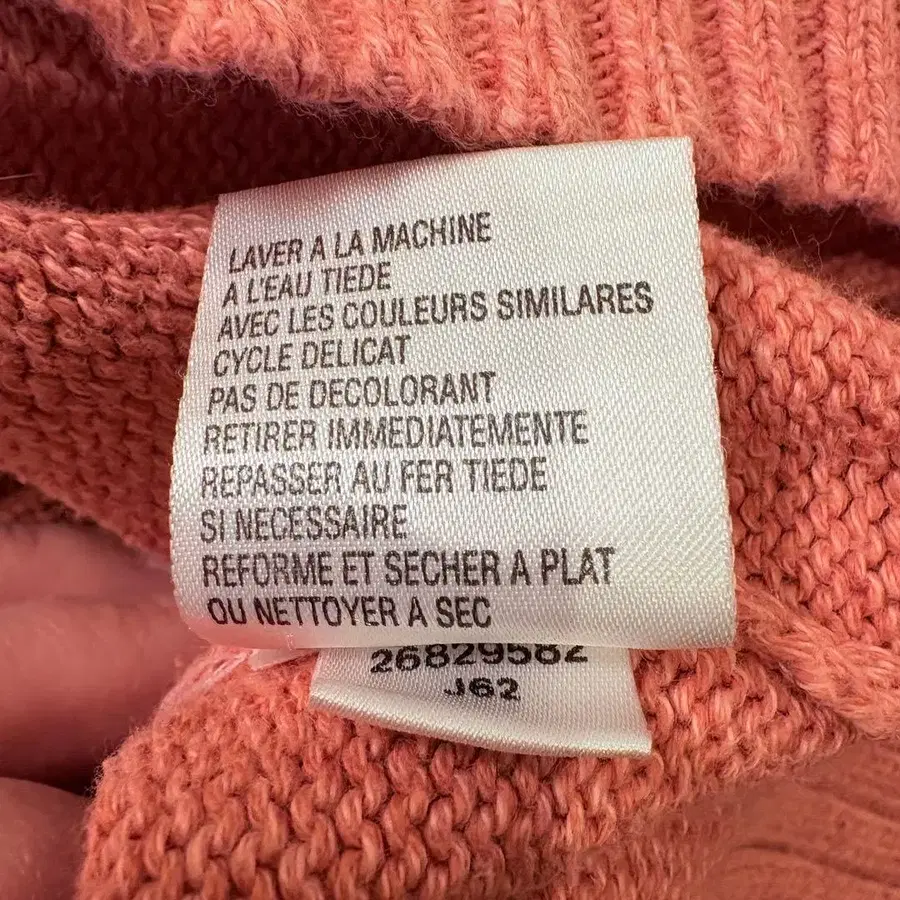 LAVER A LA MACHINE
A L'EAU TIEDE
AVEC LES COULEURS SIMILARES
CYCLE DELICAT
PAS DE DECOLORANT
RETIRER IMMEDIATEMENTE
REPASSER AU FER TIEDE
SI NECESSAIRE
REFORME ET SECHER A PLAT
OU NETTOYER A SEC
26829582
J62